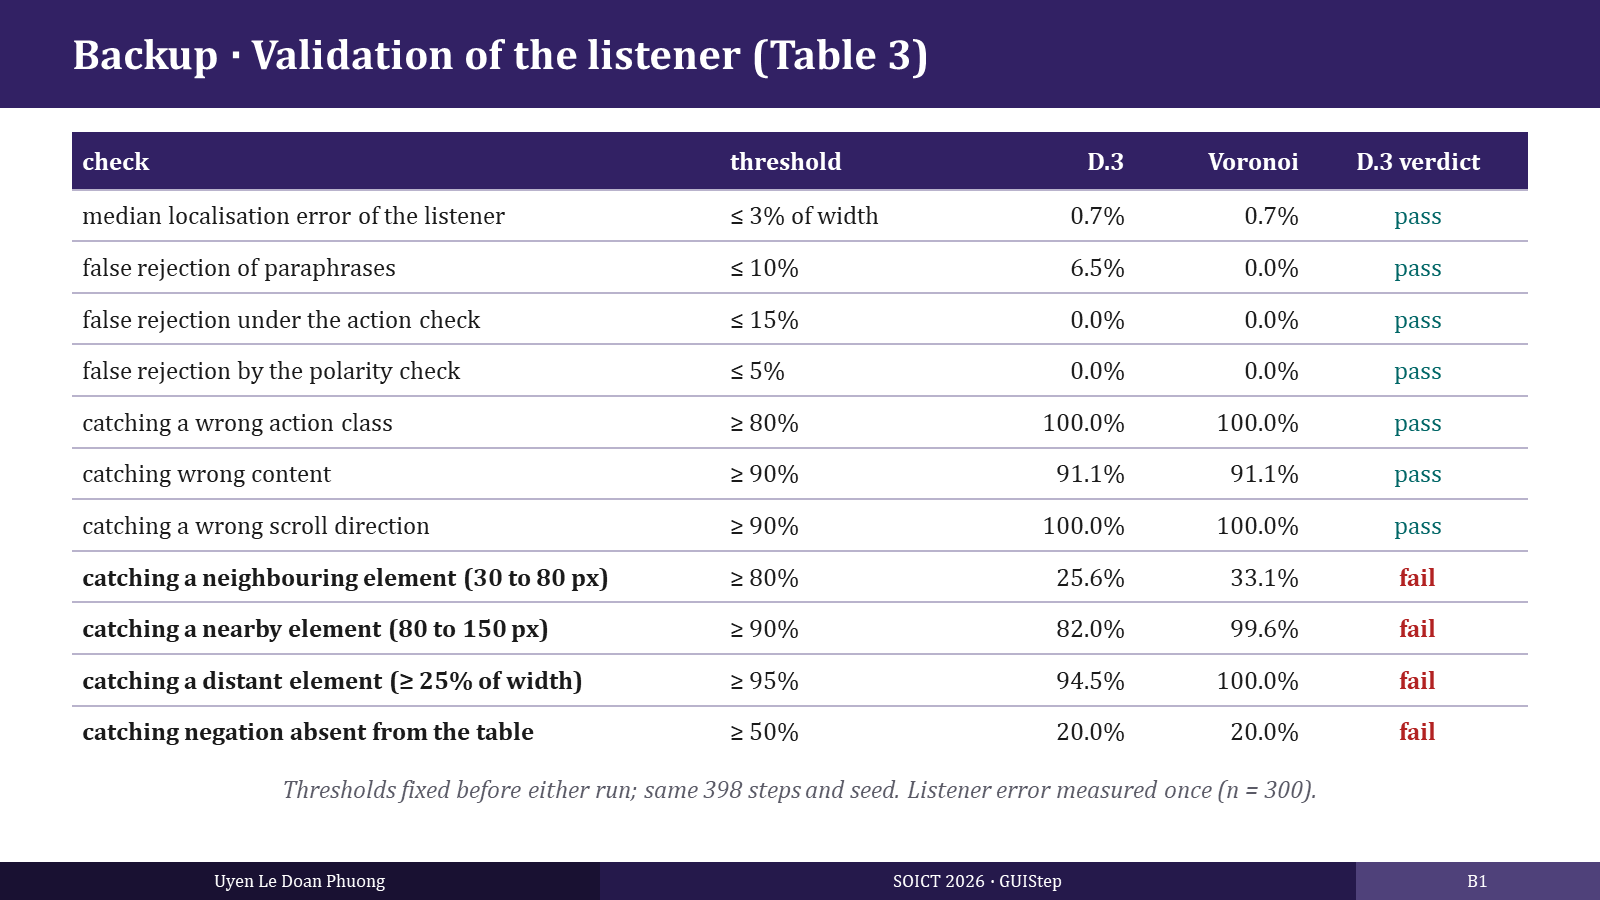 Backup · Validation of the listener (Table 3)
check threshold D.3 Voronoi D.3 verdict
median localisation error of the listener ≤ 3% of width 0.7% 0.7% pass
false rejection of paraphrases ≤ 10% 6.5% 0.0% pass
false rejection under the action check ≤ 15% 0.0% 0.0% pass
false rejection by the polarity check ≤ 5% 0.0% 0.0% pass
catching a wrong action class ≥ 80% 100.0% 100.0% pass
catching wrong content ≥ 90% 91.1% 91.1% pass
catching a wrong scroll direction ≥ 90% 100.0% 100.0% pass
catching a neighbouring element (30 to 80 px) ≥ 80% 25.6% 33.1% fail
catching a nearby element (80 to 150 px) ≥ 90% 82.0% 99.6% fail
catching a distant element (≥ 25% of width) ≥ 95% 94.5% 100.0% fail
catching negation absent from the table ≥ 50% 20.0% 20.0% fail
Thresholds fixed before either run; same 398 steps and seed. Listener error measured once (n = 300).
Uyen Le Doan Phuong SOICT 2026 · GUIStep B1